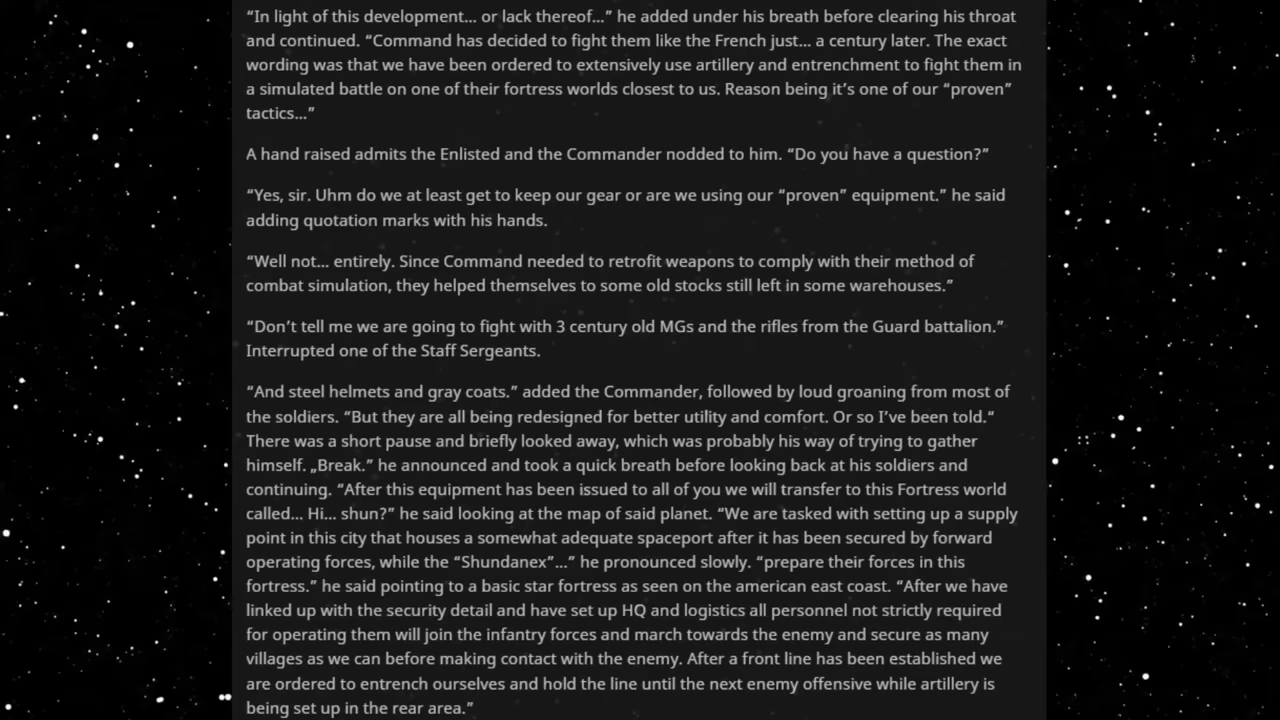 “In light of this development… or lack thereof…” he added under his breath before clearing his throat
and continued. “Command has decided to fight them like the French just… a century later. The exact
wording was that we have been ordered to extensively use artillery and entrenchment to fight them in
a simulated battle on one of their fortress worlds closest to us. Reason being it’s one of our “proven”
tactics…”
A hand raised admits the Enlisted and the Commander nodded to him. “Do you have a question?”
“Yes, sir. Uhm do we at least get to keep our gear or are we using our “proven” equipment.” he said
adding quotation marks with his hands.
“Well not… entirely. Since Command needed to retrofit weapons to comply with their method of
combat simulation, they helped themselves to some old stocks still left in some warehouses.”
“Don’t tell me we are going to fight with 3 century old MGs and the rifles from the Guard battalion.”
Interrupted one of the Staff Sergeants.
“And steel helmets and gray coats.” added the Commander, followed by loud groaning from most of
the soldiers. “But they are all being redesigned for better utility and comfort. Or so I’ve been told.“
There was a short pause and briefly looked away, which was probably his way of trying to gather
himself. „Break.” he announced and took a quick breath before looking back at his soldiers and
continuing. “After this equipment has been issued to all of you we will transfer to this Fortress world
called… Hi… shun?” he said looking at the map of said planet. “We are tasked with setting up a supply
point in this city that houses a somewhat adequate spaceport after it has been secured by forward
operating forces, while the “Shundanex”…” he pronounced slowly. “prepare their forces in this
fortress.” he said pointing to a basic star fortress as seen on the american east coast. “After we have
linked up with the security detail and have set up HQ and logistics all personnel not strictly required
for operating them will join the infantry forces and march towards the enemy and secure as many
villages as we can before making contact with the enemy. After a front line has been established we
are ordered to entrench ourselves and hold the line until the next enemy offensive while artillery is
being set up in the rear area.”